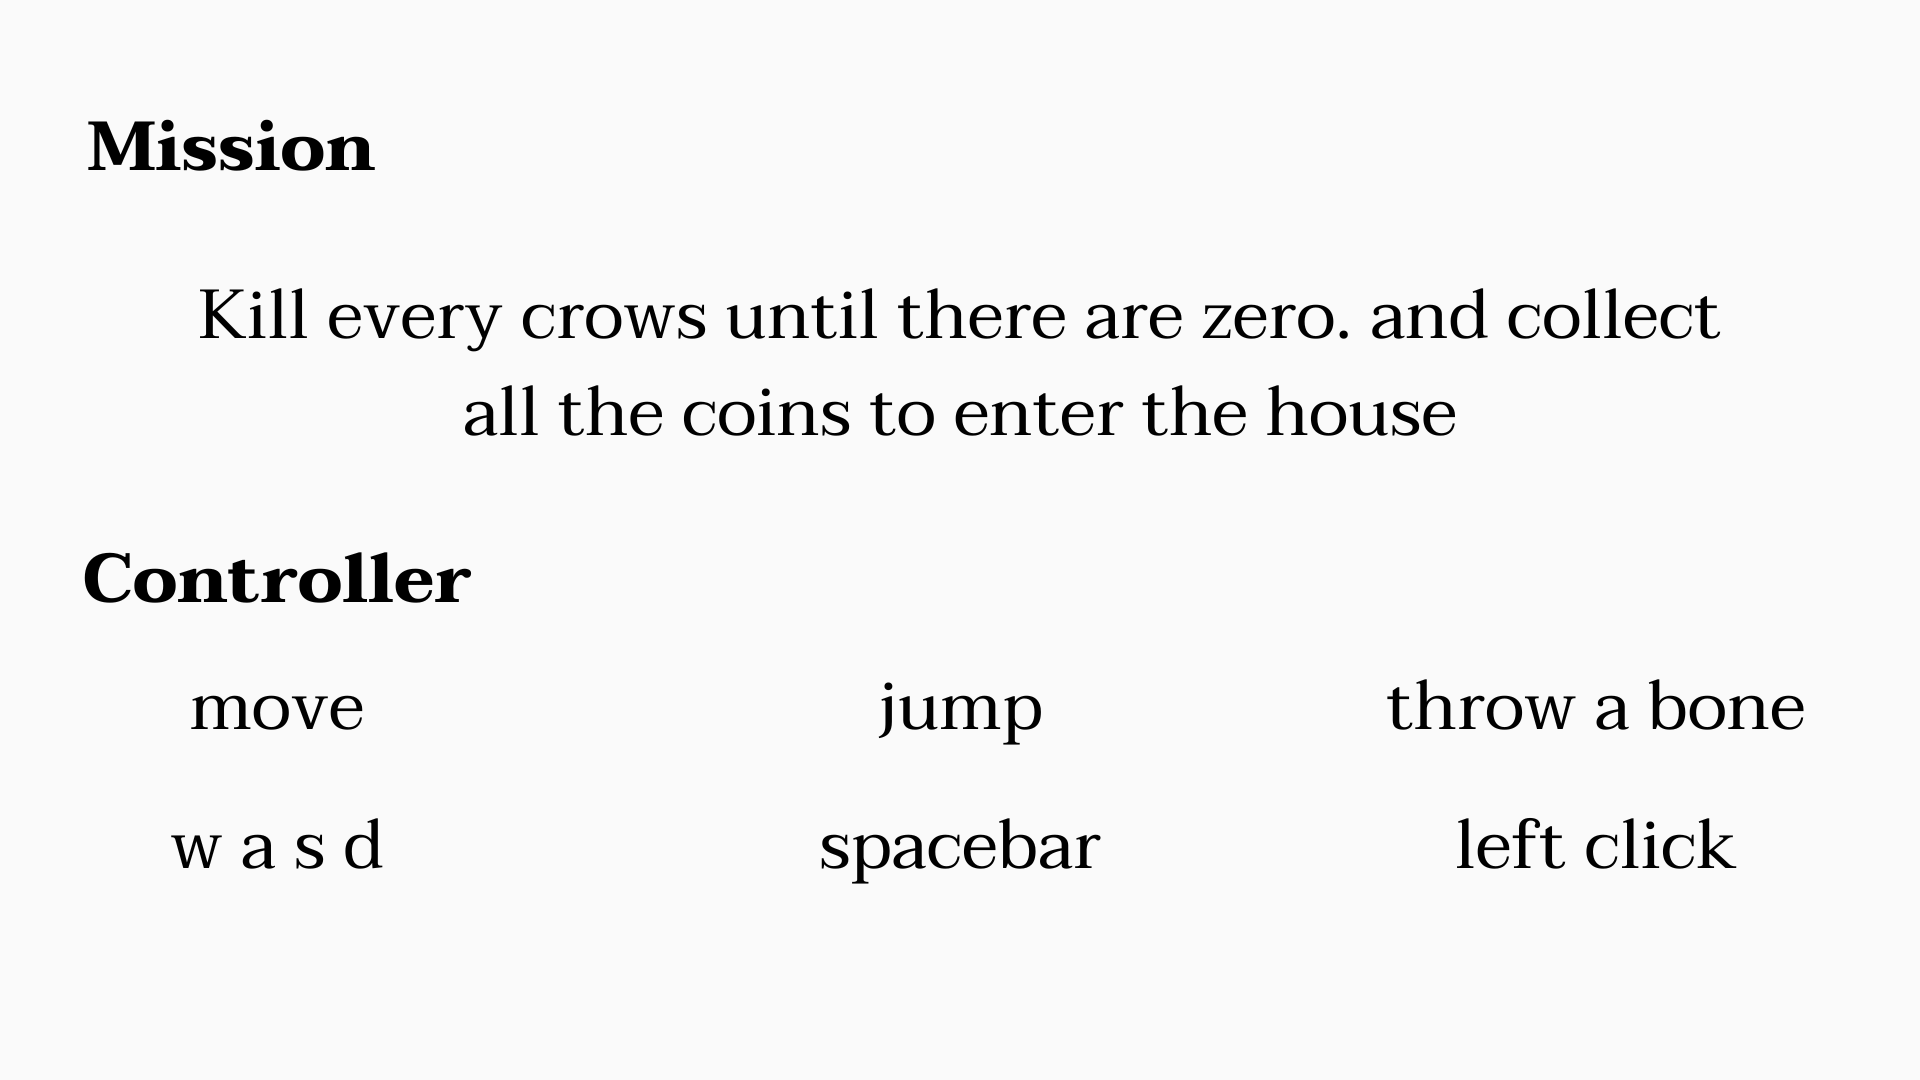 Mission
Kill every crows until there are zero. and collect
all the coins to enter the house
Controller
move jump throw a bone
w a s d spacebar left click